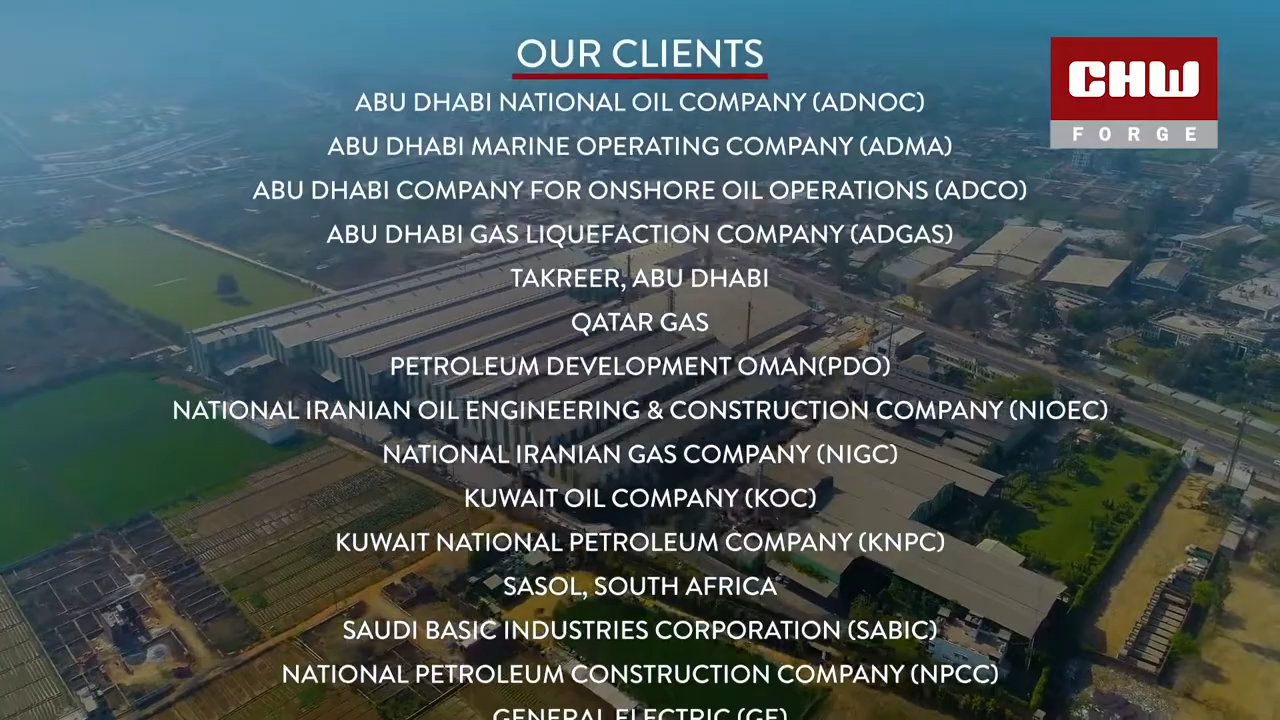 OUR CLIENTS
CHW
FORGE
ABU DHABI NATIONAL OIL COMPANY (ADNOC)
ABU DHABI MARINE OPERATING COMPANY (ADMA)
ABU DHABI COMPANY FOR ONSHORE OIL OPERATIONS (ADCO)
ABU DHABI GAS LIQUEFACTION COMPANY (ADGAS)
TAKREER, ABU DHABI
QATAR GAS
PETROLEUM DEVELOPMENT OMAN(PDO)
NATIONAL IRANIAN OIL ENGINEERING & CONSTRUCTION COMPANY (NIOEC)
NATIONAL IRANIAN GAS COMPANY (NIGC)
KUWAIT OIL COMPANY (KOC)
KUWAIT NATIONAL PETROLEUM COMPANY (KNPC)
SASOL, SOUTH AFRICA
SAUDI BASIC INDUSTRIES CORPORATION (SABIC)
NATIONAL PETROLEUM CONSTRUCTION COMPANY (NPCC)
GENERAL ELECTRIC (GE)